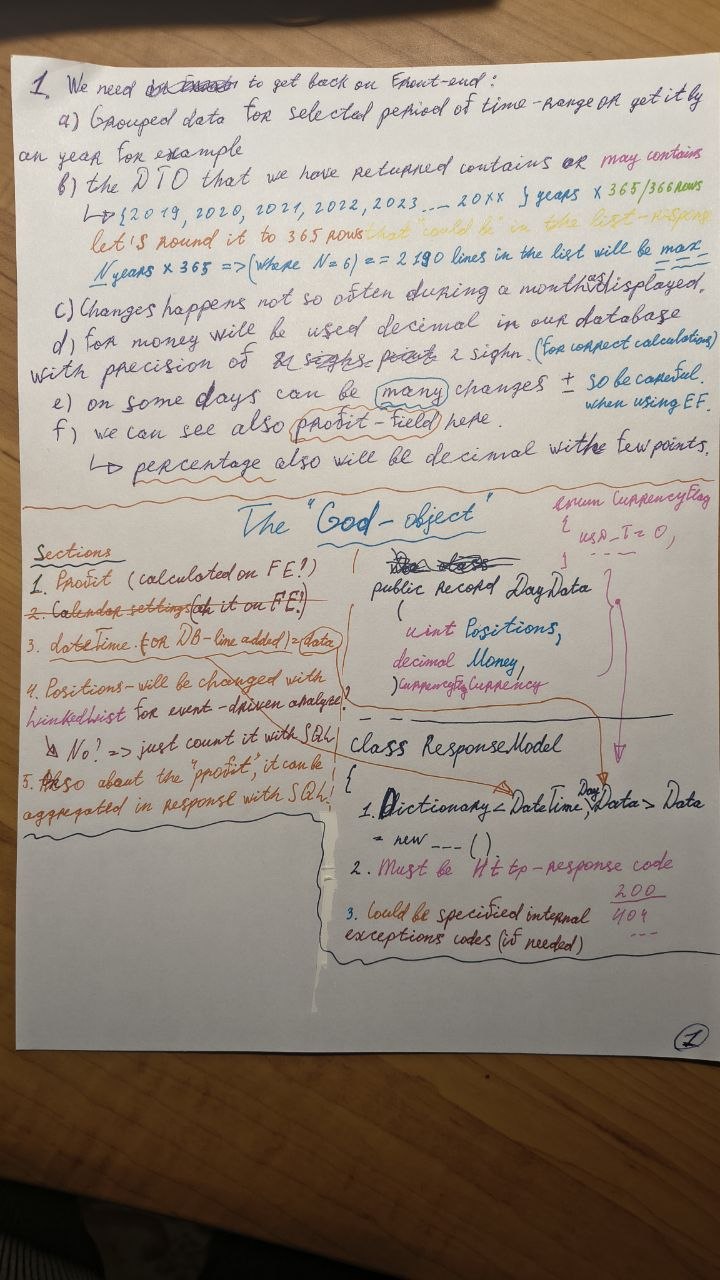 1. We need to get back on Front-end:
a) Grouped data for selected period of time-range or get it by
an year for example
b) the DTO that we have returned contains or may contains
↳ {2019, 2020, 2021, 2022, 2023 ... 20XX } years x 365/366 rows
let's round it to 365 rows that "could be" in the list-respons
N years x 365 => (where N=6) == 2190 lines in the list will be max
c) Changes happens not so often during a month as displayed.
d) for money will be used decimal in our database
with precision of 2 sighn. (for correct calculations)
e) on some days can be many changes ± so be careful.
when using EF.
f) we can see also profit-field here.
↳ percentage also will be decimal with few points.
The "God-object"
Sections
1. Profit (calculated on FE?)
2. Calendar settings (ah it on FE!)
3. dateTime. (OR DB-line added) = data
4. Positions-will be changed with
LinkedList for event-driven analyze?
↳ No? => just count it with SQL!
5. Also about the "profit", it can be
aggregated in response with SQL!
enum CurrencyFlag
{
usd_T = 0,
----
}
public record DayData
(
uint Positions,
decimal Money,
) CurrencyFlg Currency
class ResponseModel
{
1. Dictionary < DateTime, DayData > Data
= new ---()
2. Must be Http-response code
200
404
---
3. Could be specified internal
exceptions codes (if needed)
1